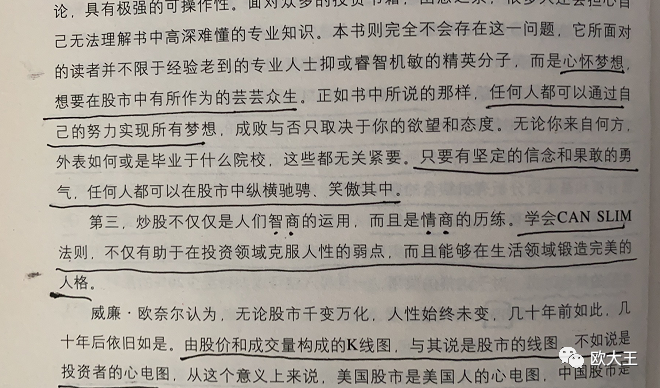 论，具有极强的可操作性。面对众多的投资书籍，
己无法理解书中高深难懂的专业知识。本书则完全不会存在这一问题，它所面对
的读者并不限于经验老到的专业人士抑或睿智机敏的精英分子，而是心怀梦想，
想要在股市中有所作为的芸芸众生。正如书中所说的那样，任何人都可以通过自
己的努力实现所有梦想，成败与否只取决于你的欲望和态度。无论你来自何方，
外表如何或是毕业于什么院校，这些都无关紧要。只要有坚定的信念和果敢的勇
气，任何人都可以在股市中纵横驰骋、笑傲其中。
第三，炒股不仅仅是人们智商的运用，而且是情商的历练。学会CAN SLIM
法则，不仅有助于在投资领域克服人性的弱点，而且能够在生活领域锻造完美的
人格。
威廉·欧奈尔认为，无论股市千变万化，人性始终未变，几十年前如此，几
十年后依旧如是。由股价和成交量构成的K线图，与其说是股市的线图，不如说是
投资者的心电图，从这个意义上来说，美国股市是美国人的心电图，中国股市是
欧大王